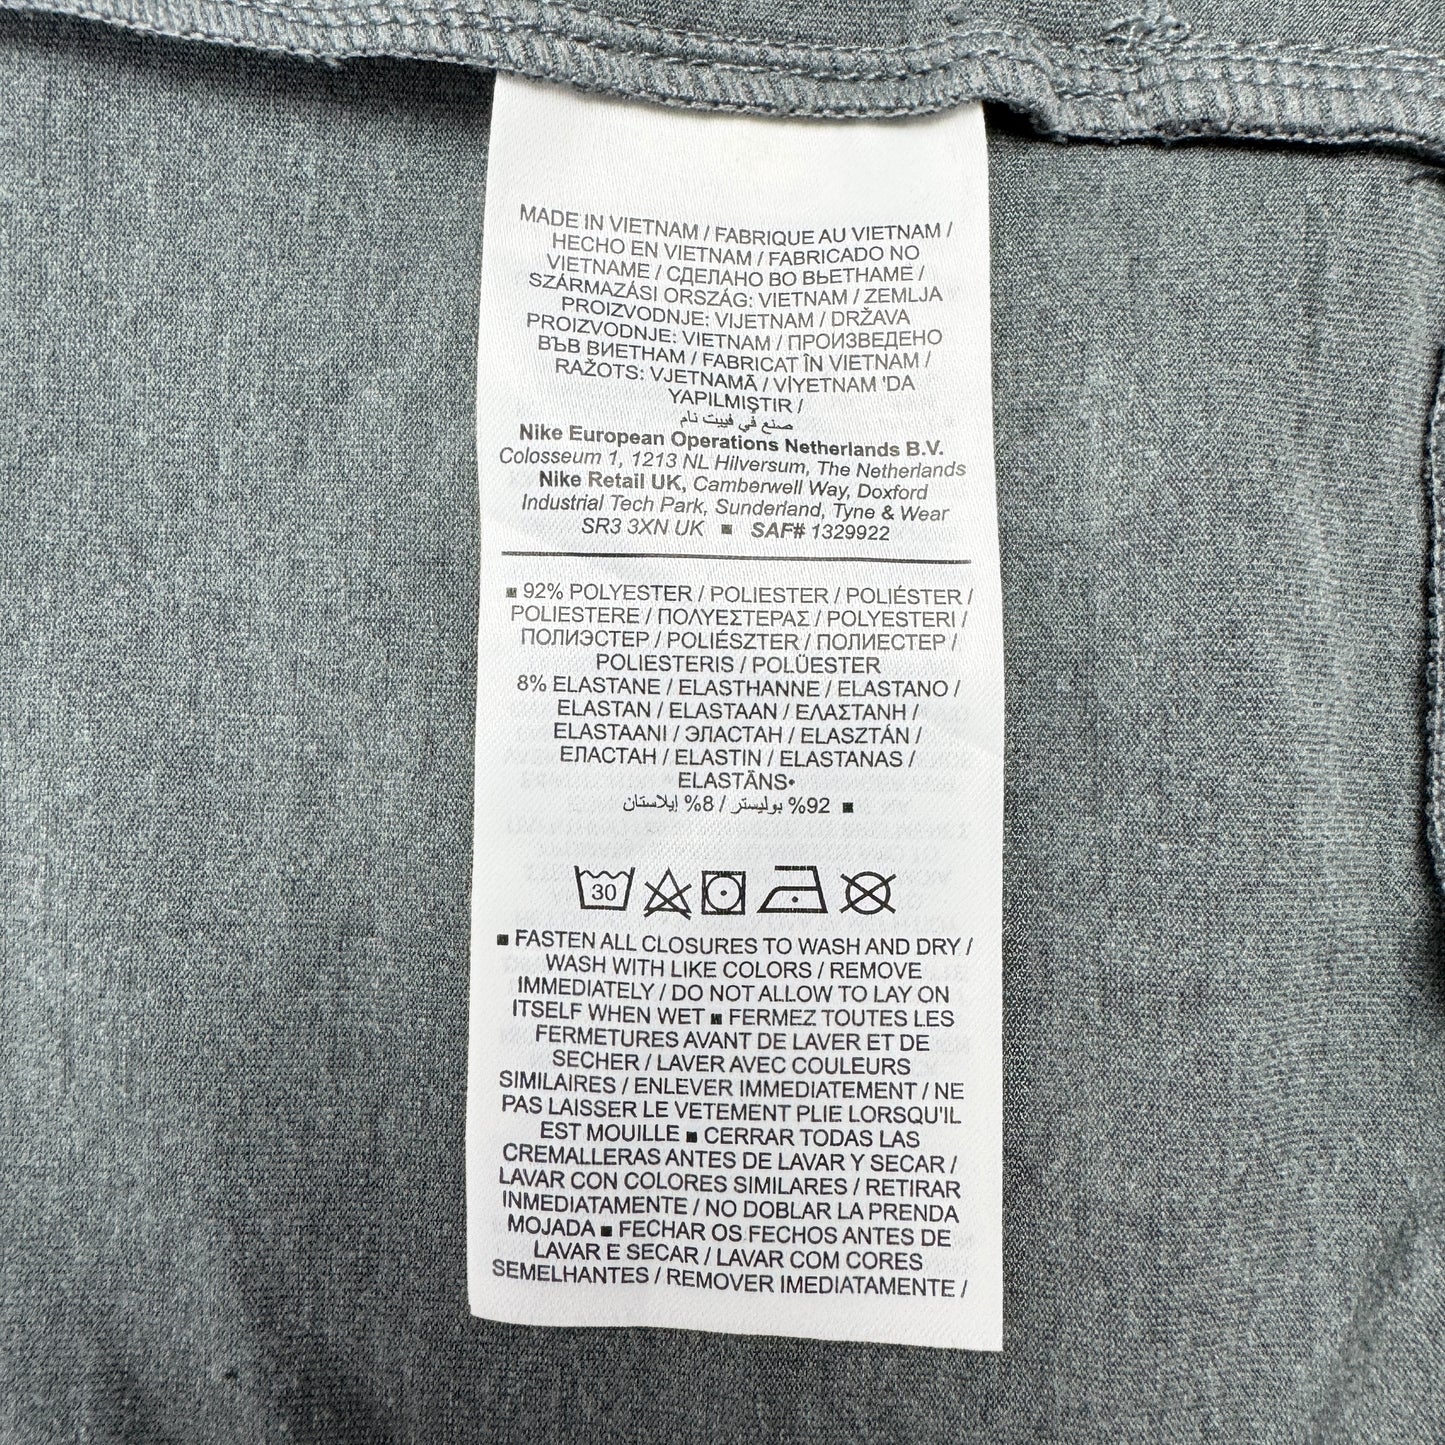 MADE IN VIETNAM / FABRIQUE AU VIETNAM /
HECHO EN VIETNAM / FABRICADO NO
VIETNAME / СДЕЛАНО ВО ВЬЕТНАМЕ /
SZÁRMAZÁSI ORSZÁG: VIETNAM / ZEMLJA
PROIZVODNJE: VIJETNAM / DRŽAVA
PROIZVODNJE: VIETNAM / ПРОИЗВЕДЕНО
ВЪВ ВИЕТНАМ / FABRICAT ÎN VIETNAM /
RAŽOTS: VJETNAMĀ / VİYETNAM 'DA
YAPILMIŞTIR /
صنع في فييت نام
Nike European Operations Netherlands B.V.
Colosseum 1, 1213 NL Hilversum, The Netherlands
Nike Retail UK, Camberwell Way, Doxford
Industrial Tech Park, Sunderland, Tyne & Wear
SR3 3XN UK ■ SAF# 1329922
■ 92% POLYESTER / POLIESTER / POLIÉSTER /
POLIESTERE / ΠΟΛΥΕΣΤΕΡΑΣ / POLYESTERI /
ПОЛИЭСТЕР / POLIÉSZTER / ПОЛИЕСТЕР /
POLIESTERIS / POLÜESTER
8% ELASTANE / ELASTHANNE / ELASTANO /
ELASTAN / ELASTAAN / ΕΛΑΣΤΑΝΗ /
ELASTAANI / ЭЛАСТАН / ELASZTÁN /
ЕЛАСТАН / ELASTIN / ELASTANAS /
ELASTĀNS•
■ 92% بوليستر / 8% إيلاستان
30
■ FASTEN ALL CLOSURES TO WASH AND DRY /
WASH WITH LIKE COLORS / REMOVE
IMMEDIATELY / DO NOT ALLOW TO LAY ON
ITSELF WHEN WET ■ FERMEZ TOUTES LES
FERMETURES AVANT DE LAVER ET DE
SECHER / LAVER AVEC COULEURS
SIMILAIRES / ENLEVER IMMEDIATEMENT / NE
PAS LAISSER LE VETEMENT PLIE LORSQU'IL
EST MOUILLE ■ CERRAR TODAS LAS
CREMALLERAS ANTES DE LAVAR Y SECAR /
LAVAR CON COLORES SIMILARES / RETIRAR
INMEDIATAMENTE / NO DOBLAR LA PRENDA
MOJADA ■ FECHAR OS FECHOS ANTES DE
LAVAR E SECAR / LAVAR COM CORES
SEMELHANTES / REMOVER IMEDIATAMENTE /